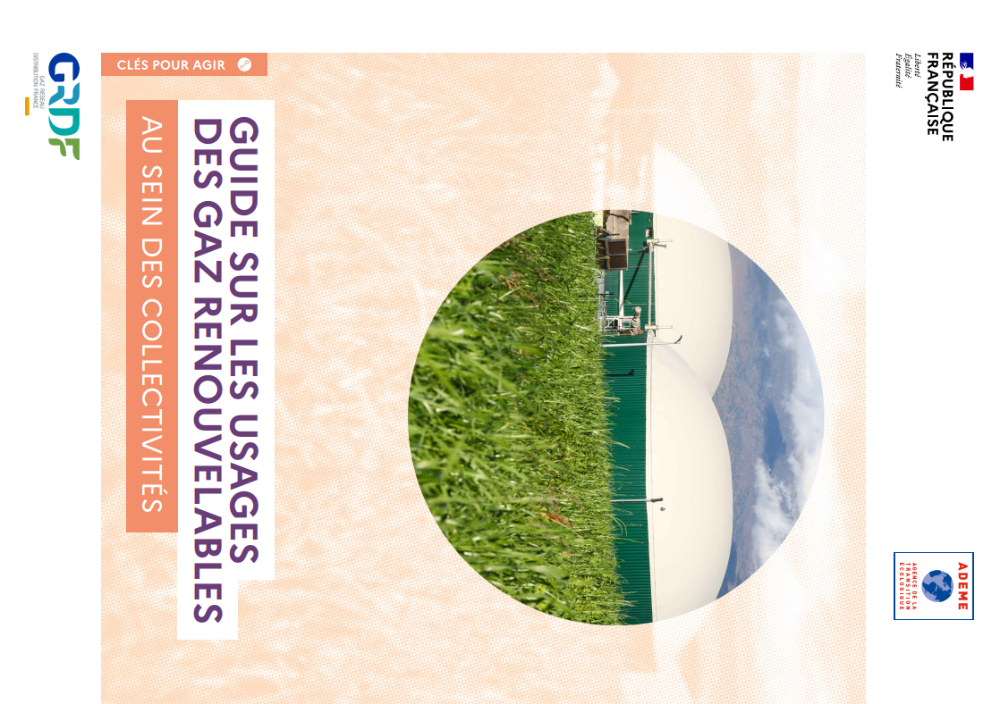 RÉPUBLIQUE
FRANÇAISE
Liberté
Égalité
Fraternité
ADEME
AGENCE DE LA
TRANSITION
ÉCOLOGIQUE
GUIDE SUR LES USAGES
DES GAZ RENOUVELABLES
AU SEIN DES COLLECTIVITÉS
CLÉS POUR AGIR
GRDF
GAZ RÉSEAU
DISTRIBUTION FRANCE